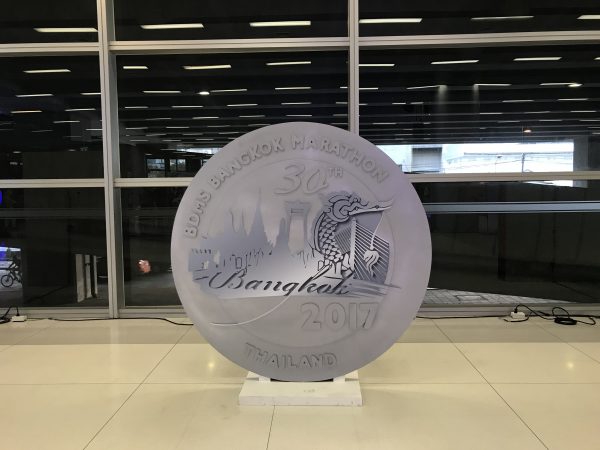 BDMS BANGKOK MARATHON
30TH
Bangkok
2017
THAILAND